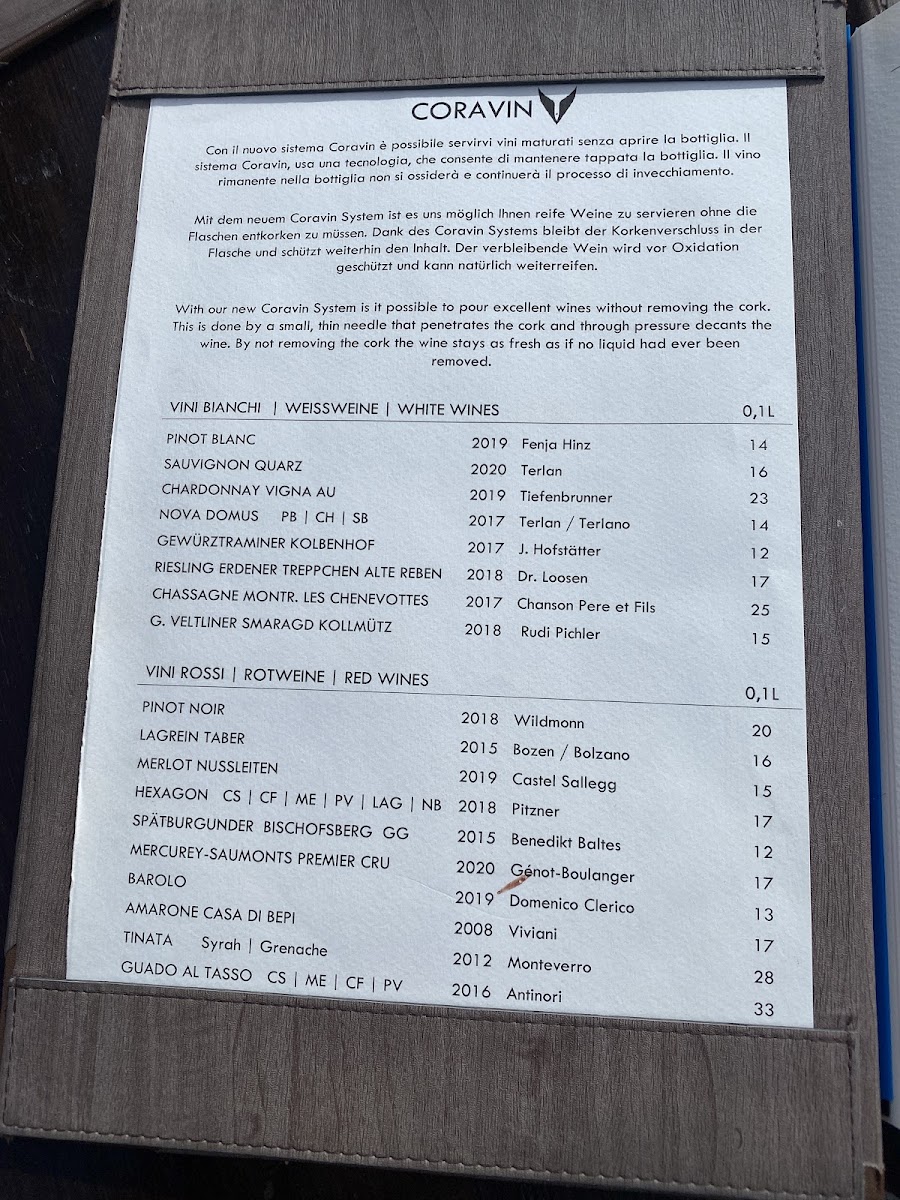 CORAVIN
Con il nuovo sistema Coravin è possibile servirvi vini maturati senza aprire la bottiglia. Il
sistema Coravin, usa una tecnologia, che consente di mantenere tappata la bottiglia. Il vino
rimanente nella bottiglia non si ossiderà e continuerà il processo di invecchiamento.
Mit dem neuem Coravin System ist es uns möglich Ihnen reife Weine zu servieren ohne die
Flaschen entkorken zu müssen. Dank des Coravin Systems bleibt der Korkenverschluss in der
Flasche und schützt weiterhin den Inhalt. Der verbleibende Wein wird vor Oxidation
geschützt und kann natürlich weiterreifen.
With our new Coravin System is it possible to pour excellent wines without removing the cork.
This is done by a small, thin needle that penetrates the cork and through pressure decants the
wine. By not removing the cork the wine stays as fresh as if no liquid had ever been
removed.
VINI BIANCHI | WEISSWEINE | WHITE WINES 0,1L
PINOT BLANC 2019 Fenja Hinz 14
SAUVIGNON QUARZ 2020 Terlan 16
CHARDONNAY VIGNA AU 2019 Tiefenbrunner 23
NOVA DOMUS PB | CH | SB 2017 Terlan / Terlano 14
GEWÜRZTRAMINER KOLBENHOF 2017 J. Hofstätter 12
RIESLING ERDENER TREPPCHEN ALTE REBEN 2018 Dr. Loosen 17
CHASSAGNE MONTR. LES CHENEVOTTES 2017 Chanson Pere et Fils 25
G. VELTLINER SMARAGD KOLLMÜTZ 2018 Rudi Pichler 15
VINI ROSSI | ROTWEINE | RED WINES 0,1L
PINOT NOIR 2018 Wildmonn 20
LAGREIN TABER 2015 Bozen / Bolzano 16
MERLOT NUSSLEITEN 2019 Castel Sallegg 15
HEXAGON CS | CF | ME | PV | LAG | NB 2018 Pitzner 17
SPÄTBURGUNDER BISCHOFSBERG GG 2015 Benedikt Baltes 12
MERCUREY-SAUMONTS PREMIER CRU 2020 Génot-Boulanger 17
BAROLO 2019 Domenico Clerico 13
AMARONE CASA DI BEPI 2008 Viviani 17
TINATA Syrah | Grenache 2012 Monteverro 28
GUADO AL TASSO CS | ME | CF | PV 2016 Antinori 33